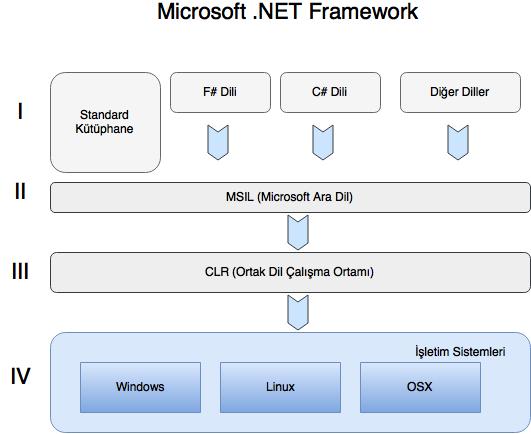 Microsoft .NET Framework
I
Standard
Kütüphane
F# Dili
C# Dili
Diğer Diller
II
MSIL (Microsoft Ara Dil)
III
CLR (Ortak Dil Çalışma Ortamı)
IV
İşletim Sistemleri
Windows
Linux
OSX